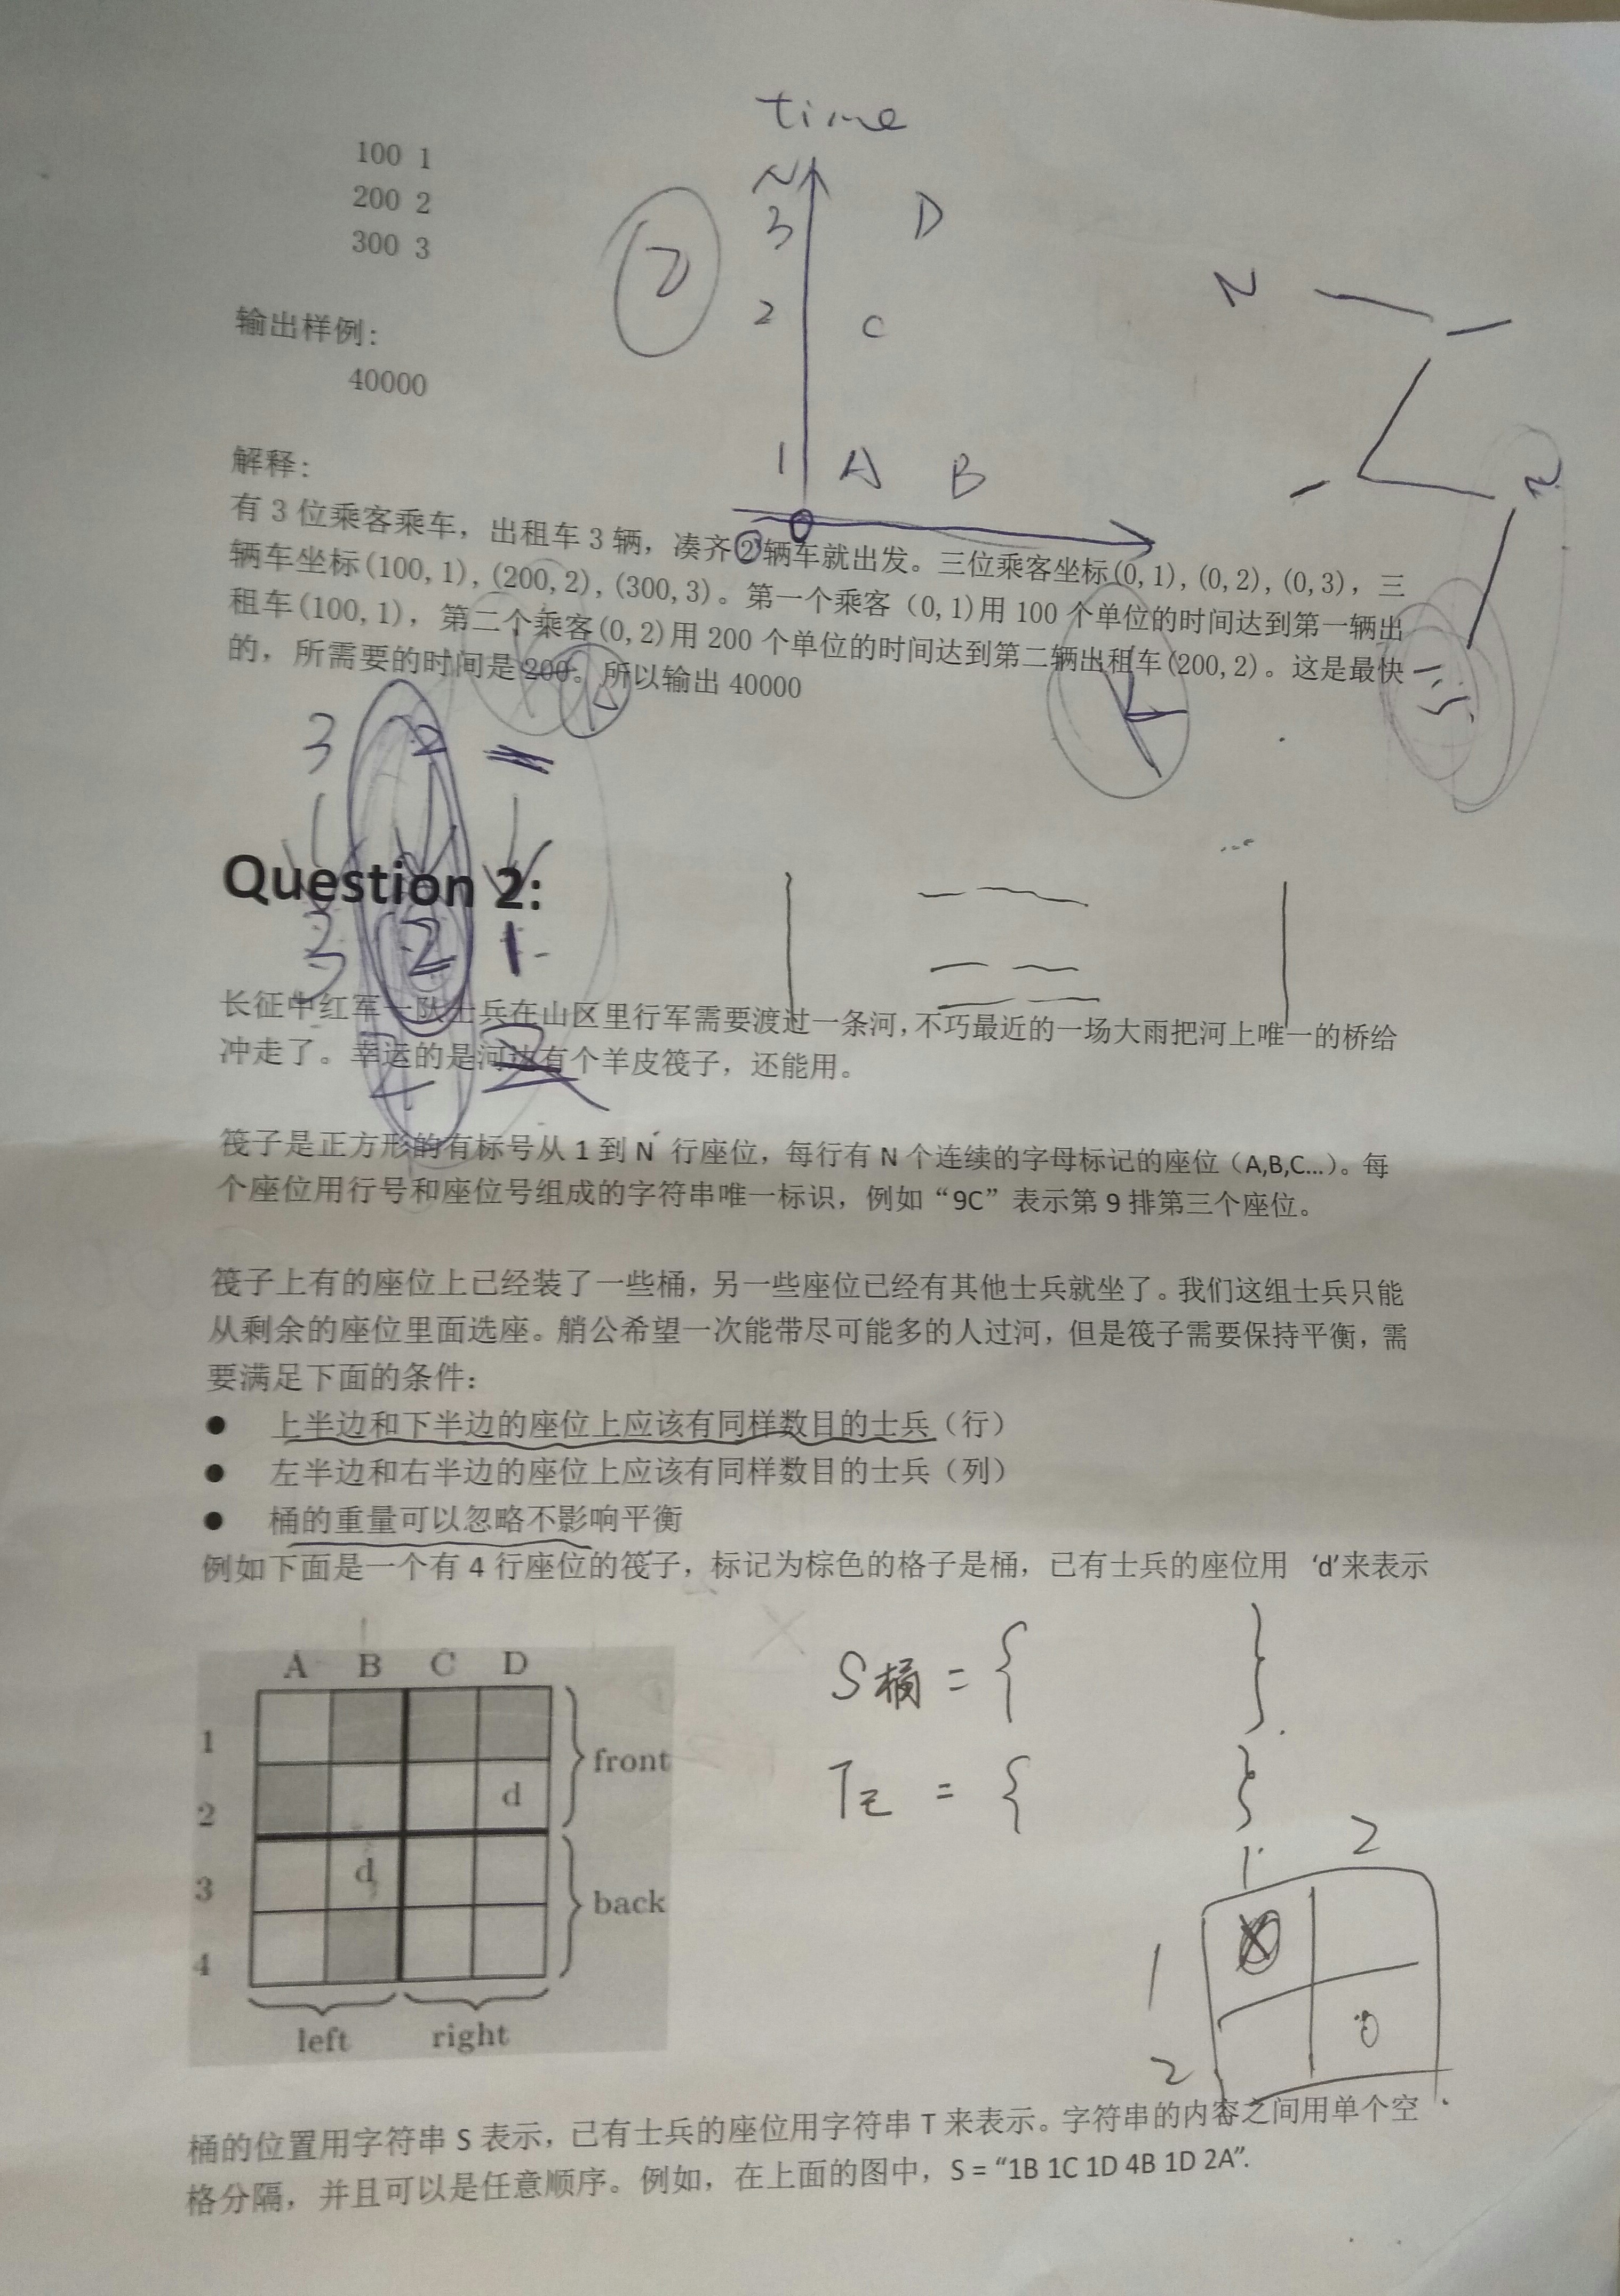 time
100 1
200 2
300 3
N
3
D
2
C
N
2
输出样例：
40000
解释：
1 A B
2
有 3 位乘客乘车，出租车 3 辆，凑齐 2 辆车就出发。三位乘客坐标(0,1),(0,2),(0,3)，三
辆车坐标(100,1),(200,2),(300,3)。第一个乘客（0,1)用 100 个单位的时间达到第一辆出
租车(100,1)，第二个乘客(0,2)用 200 个单位的时间达到第二辆出租车(200,2)。这是最快
的，所需要的时间是 200。所以输出 40000
3 2
Question 2:
3 2 1
长征中红军一队士兵在山区里行军需要渡过一条河，不巧最近的一场大雨把河上唯一的桥给
冲走了。幸运的是河边有个羊皮筏子，还能用。
筏子是正方形的有标号从 1 到 N 行座位，每行有 N 个连续的字母标记的座位（A,B,C…）。每
个座位用行号和座位号组成的字符串唯一标识，例如“9C”表示第 9 排第三个座位。
筏子上有的座位上已经装了一些桶，另一些座位已经有其他士兵就坐了。我们这组士兵只能
从剩余的座位里面选座。艄公希望一次能带尽可能多的人过河，但是筏子需要保持平衡，需
要满足下面的条件：
● 上半边和下半边的座位上应该有同样数目的士兵（行）
● 左半边和右半边的座位上应该有同样数目的士兵（列）
● 桶的重量可以忽略不影响平衡
例如下面是一个有 4 行座位的筏子，标记为棕色的格子是桶，已有士兵的座位用 ‘d’来表示
A B C D
S桶 = { }
1
front
2 d
T = { }
3 d
back
4
left right
1 2
1
2
桶的位置用字符串 S 表示，已有士兵的座位用字符串 T 来表示。字符串的内容之间用单个空
格分隔，并且可以是任意顺序。例如，在上面的图中，S = “1B 1C 1D 4B 1D 2A”.